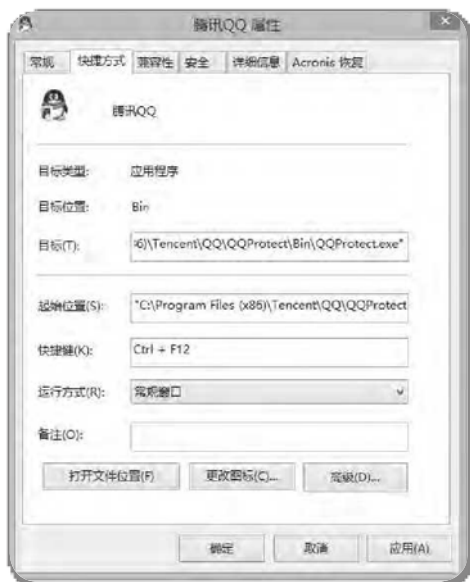 腾讯QQ 属性
常规 快捷方式 兼容性 安全 详细信息 Acronis 恢复
腾讯QQ
目标类型: 应用程序
目标位置: Bin
目标(T): 6)\Tencent\QQ\QQProtect\Bin\QQProtect.exe"
起始位置(S): "C:\Program Files (x86)\Tencent\QQ\QQProtect
快捷键(K): Ctrl + F12
运行方式(R): 常规窗口
备注(O):
打开文件位置(F) 更改图标(C)... 高级(D)...
确定 取消 应用(A)